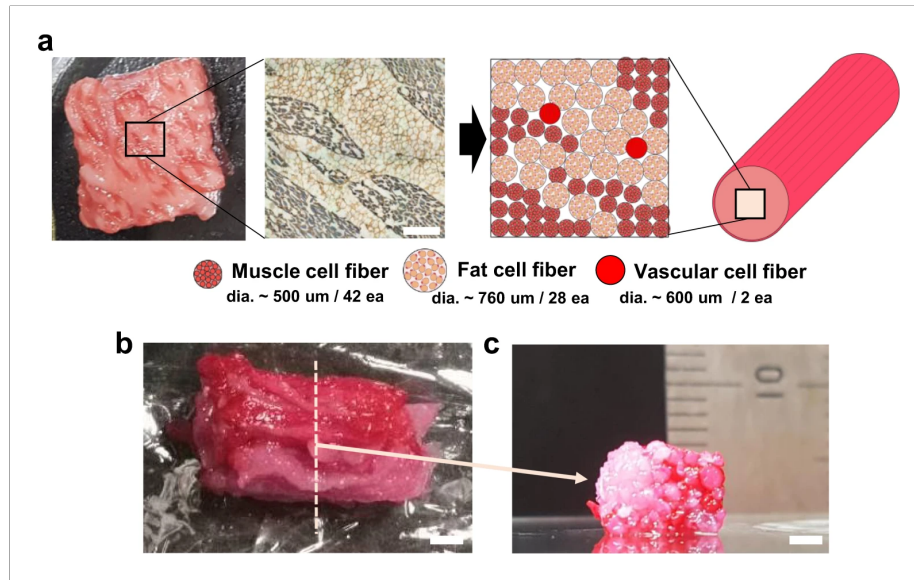 a
Muscle cell fiber
dia. ~ 500 um / 42 ea
Fat cell fiber
dia. ~ 760 um / 28 ea
Vascular cell fiber
dia. ~ 600 um / 2 ea
b
c
0